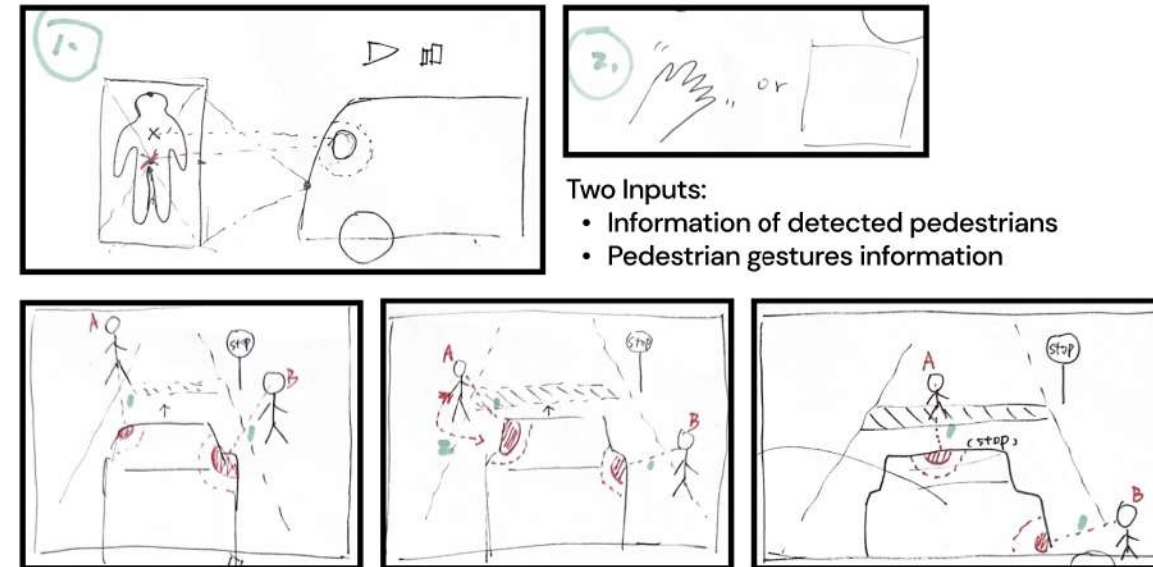 1.
2.
or
Two Inputs:
• Information of detected pedestrians
• Pedestrian gestures information
A
stop
B
A
stop
B
A
stop
(stop)
B